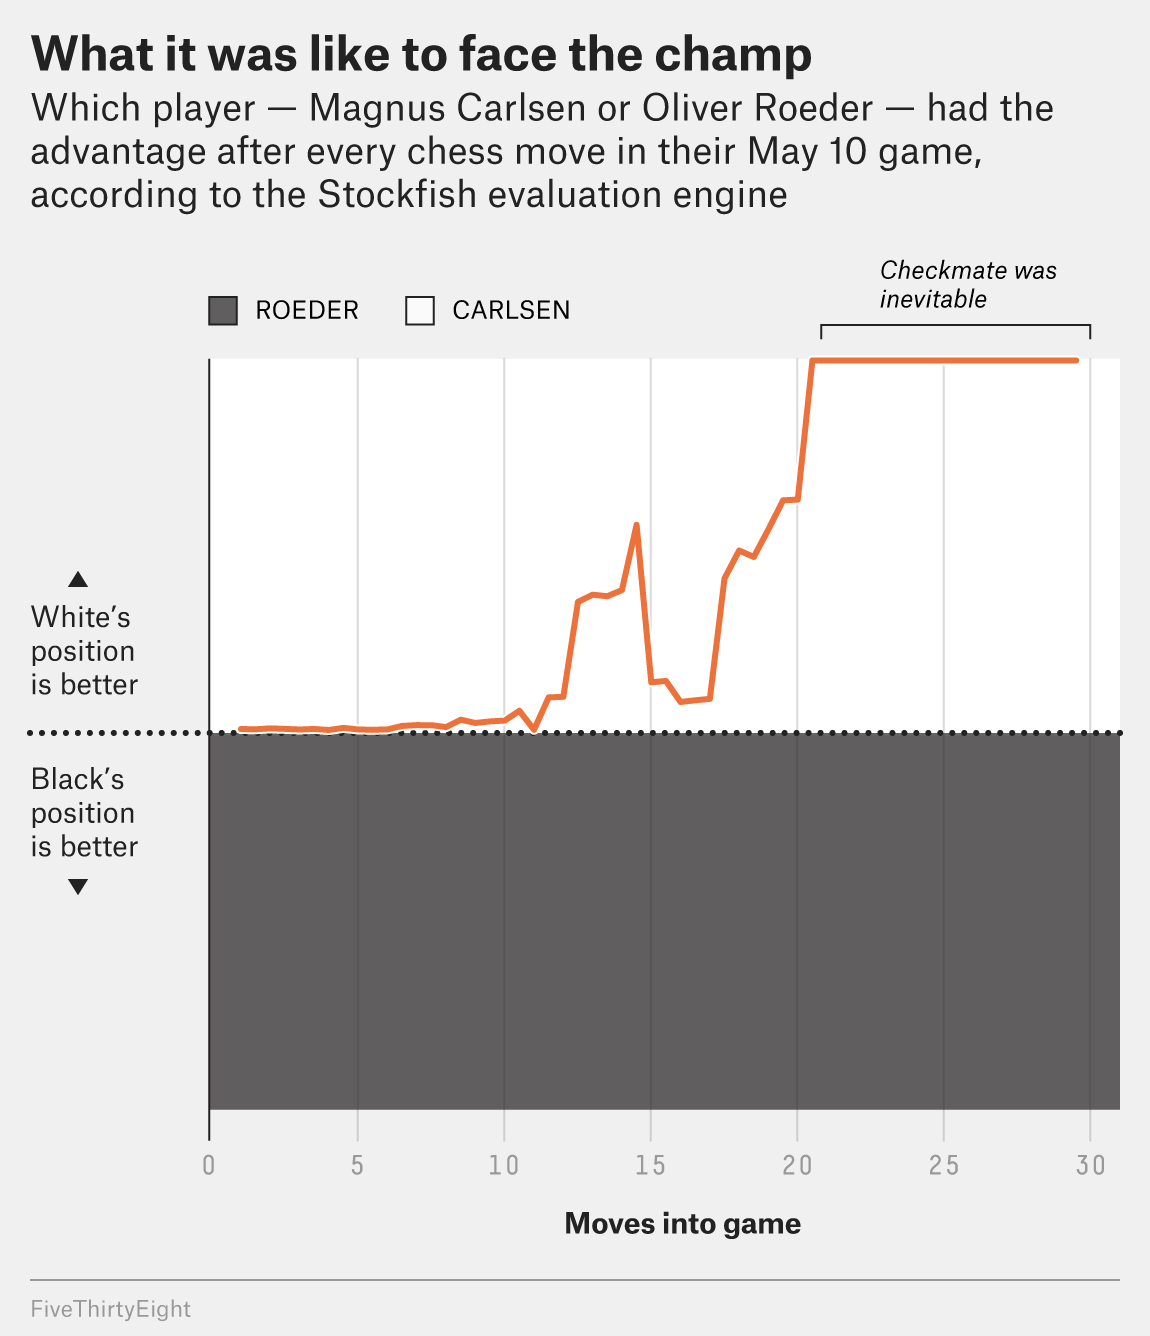 What it was like to face the champ
Which player — Magnus Carlsen or Oliver Roeder — had the
advantage after every chess move in their May 10 game,
according to the Stockfish evaluation engine
Checkmate was
inevitable
ROEDER CARLSEN
White’s
position
is better
Black’s
position
is better
0 5 10 15 20 25 30
Moves into game
FiveThirtyEight